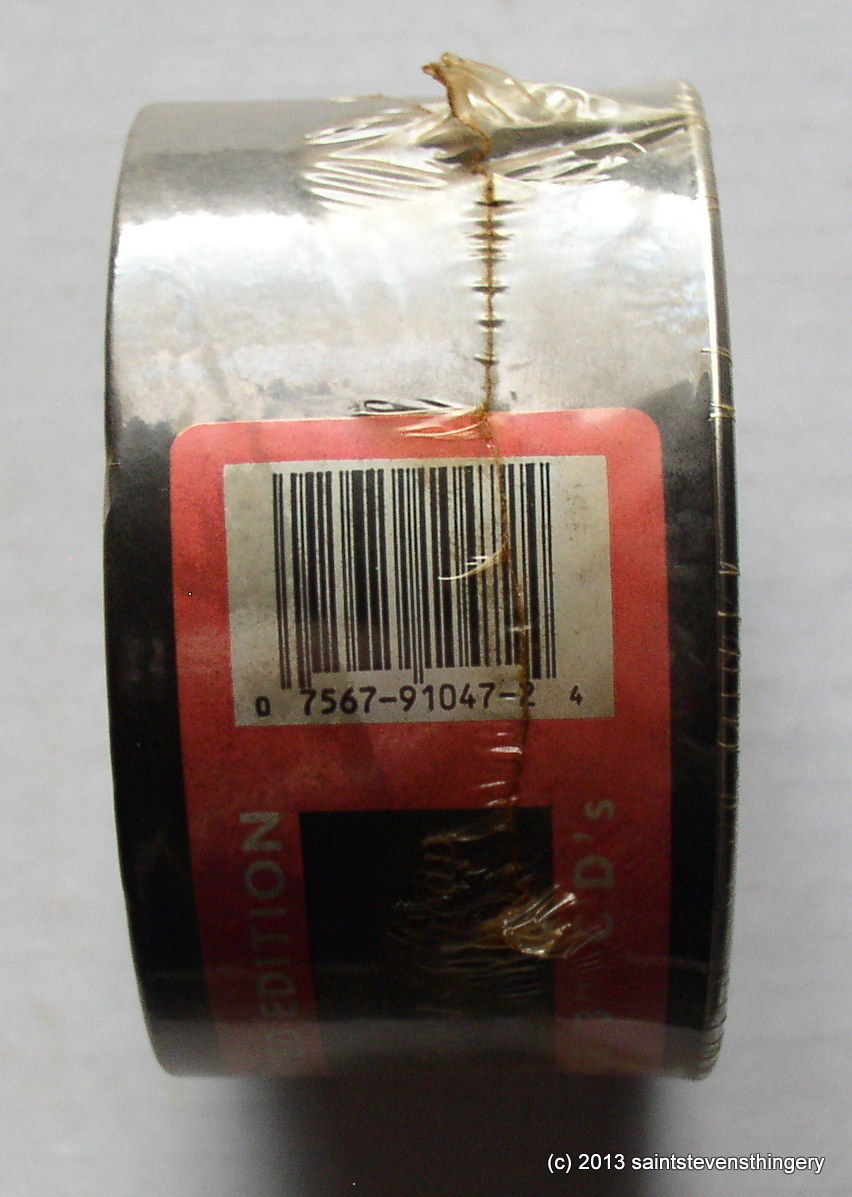 0 7567-91047-2 4
EDITION
CD's
(c) 2013 saintstevensthingery